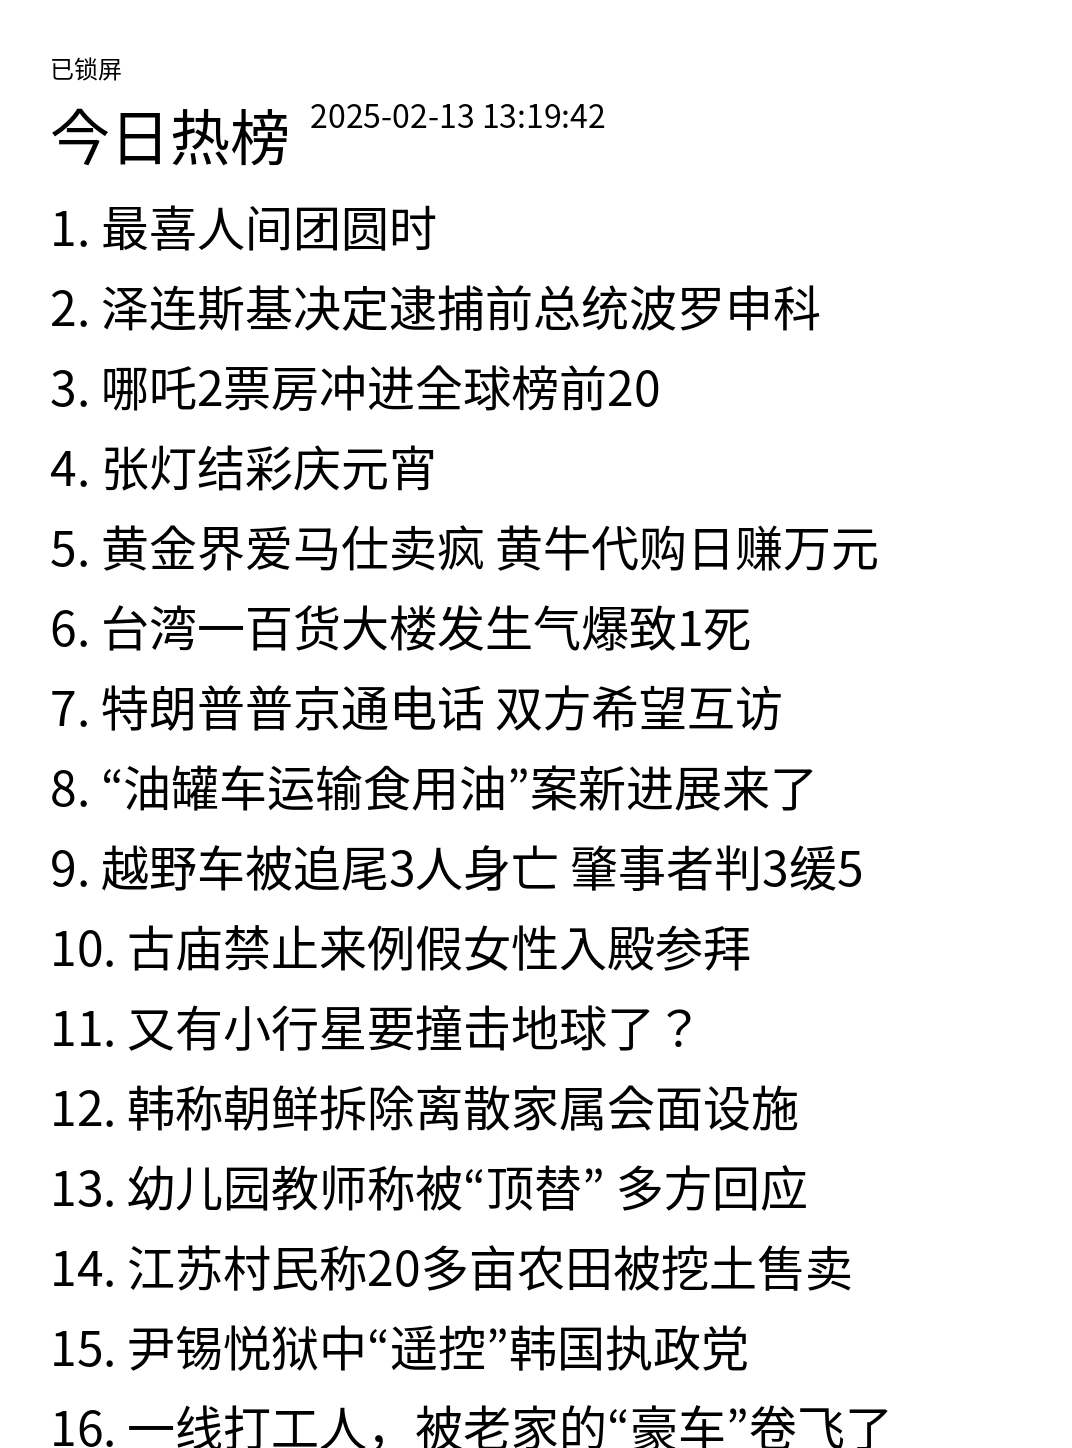 已锁屏
今日热榜 2025-02-13 13:19:42
1. 最喜人间团圆时
2. 泽连斯基决定逮捕前总统波罗申科
3. 哪吒2票房冲进全球榜前20
4. 张灯结彩庆元宵
5. 黄金界爱马仕卖疯 黄牛代购日赚万元
6. 台湾一百货大楼发生气爆致1死
7. 特朗普普京通电话 双方希望互访
8. “油罐车运输食用油”案新进展来了
9. 越野车被追尾3人身亡 肇事者判3缓5
10. 古庙禁止来例假女性入殿参拜
11. 又有小行星要撞击地球了？
12. 韩称朝鲜拆除离散家属会面设施
13. 幼儿园教师称被“顶替” 多方回应
14. 江苏村民称20多亩农田被挖土售卖
15. 尹锡悦狱中“遥控”韩国执政党
16. 一线打工人，被老家的“豪车”卷飞了